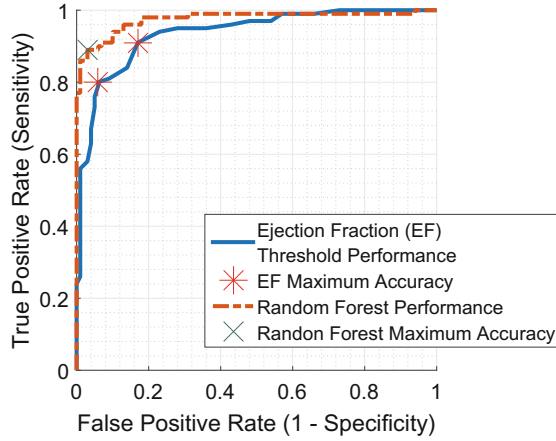 1
0.8
0.6
0.4
0.2
0
0
0.2
0.4
0.6
0.8
1
True Positive Rate (Sensitivity)
False Positive Rate (1 - Specificity)
Ejection Fraction (EF)
Threshold Performance
EF Maximum Accuracy
Random Forest Performance
Randon Forest Maximum Accuracy